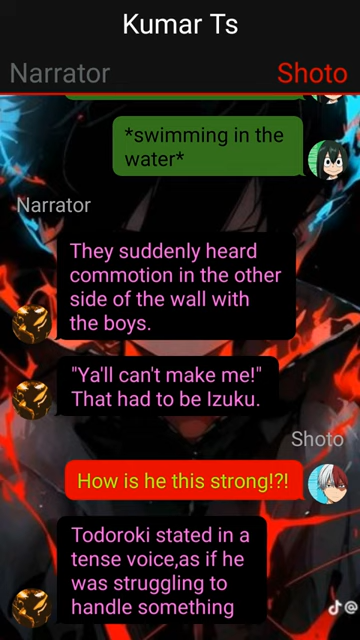 Kumar Ts
Narrator
Shoto
*swimming in the
water*
Narrator
They suddenly heard
commotion in the other
side of the wall with
the boys.
"Ya'll can't make me!"
That had to be Izuku.
Shoto
How is he this strong!?!
Todoroki stated in a
tense voice,as if he
was struggling to
handle something
@